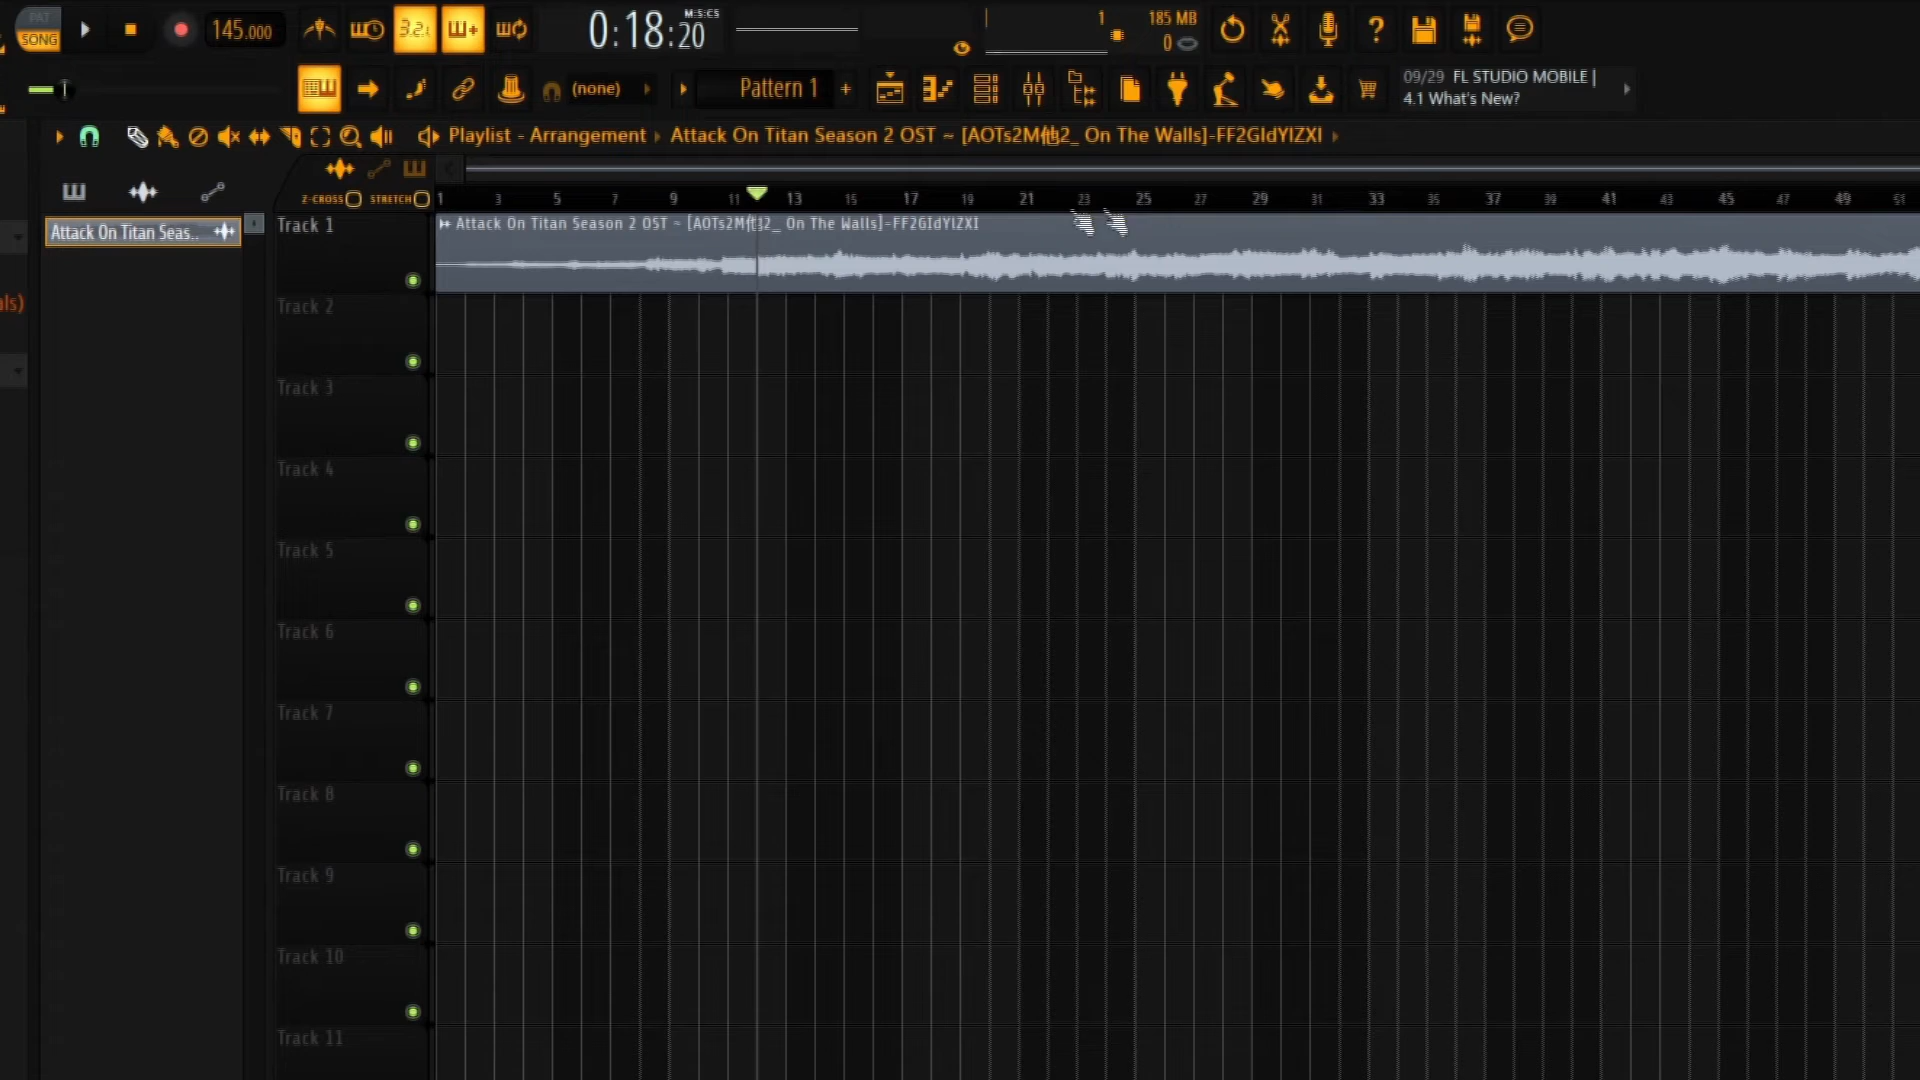 PAT
SONG
145.000
3.2.1
0:18:20
M:S:CS
1
185 MB
0
(none)
Pattern 1
09/29 FL STUDIO MOBILE |
4.1 What's New?
Playlist - Arrangement
Attack On Titan Season 2 OST ~ [AOTs2M他2_ On The Walls]-FF2GIdYIZXI
Z-CROSS
STRETCH
1 3 5 7 9 11 13 15 17 19 21 23 25 27 29 31 33 35 37 39 41 43 45 47 49 51
Attack On Titan Seas..
Attack On Titan Season 2 OST ~ [AOTs2M他2_ On The Walls]-FF2GIdYIZXI
Track 1
Track 2
als)
Track 3
Track 4
Track 5
Track 6
Track 7
Track 8
Track 9
Track 10
Track 11